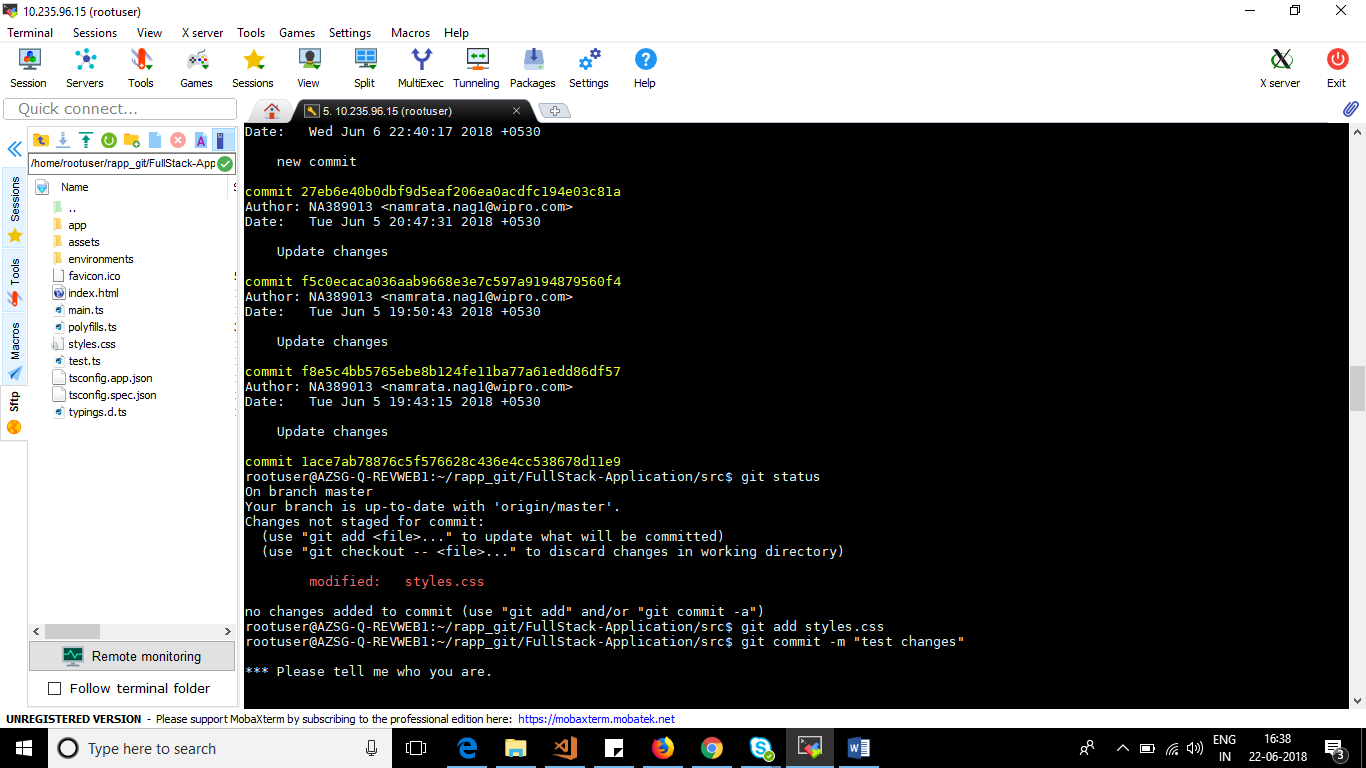 10.235.96.15 (rootuser)
Terminal Sessions View X server Tools Games Settings Macros Help
Session Servers Tools Games Sessions View Split MultiExec Tunneling Packages Settings Help X server Exit
Quick connect...
5. 10.235.96.15 (rootuser)
/home/rootuser/rapp_git/FullStack-App
Name
..
app
assets
environments
favicon.ico
index.html
main.ts
polyfills.ts
styles.css
test.ts
tsconfig.app.json
tsconfig.spec.json
typings.d.ts
Sessions
Tools
Macros
Sftp
Remote monitoring
Follow terminal folder
Date:   Wed Jun 6 22:40:17 2018 +0530
new commit
commit 27eb6e40b0dbf9d5eaf206ea0acdfc194e03c81a
Author: NA389013 <namrata.nag1@wipro.com>
Date:   Tue Jun 5 20:47:31 2018 +0530
Update changes
commit f5c0ecaca036aab9668e3e7c597a9194879560f4
Author: NA389013 <namrata.nag1@wipro.com>
Date:   Tue Jun 5 19:50:43 2018 +0530
Update changes
commit f8e5c4bb5765ebe8b124fe11ba77a61edd86df57
Author: NA389013 <namrata.nag1@wipro.com>
Date:   Tue Jun 5 19:43:15 2018 +0530
Update changes
commit 1ace7ab78876c5f576628c436e4cc538678d11e9
rootuser@AZSG-Q-REVWEB1:~/rapp_git/FullStack-Application/src$ git status
On branch master
Your branch is up-to-date with 'origin/master'.
Changes not staged for commit:
(use "git add <file>..." to update what will be committed)
(use "git checkout -- <file>..." to discard changes in working directory)
modified:   styles.css
no changes added to commit (use "git add" and/or "git commit -a")
rootuser@AZSG-Q-REVWEB1:~/rapp_git/FullStack-Application/src$ git add styles.css
rootuser@AZSG-Q-REVWEB1:~/rapp_git/FullStack-Application/src$ git commit -m "test changes"
*** Please tell me who you are.
UNREGISTERED VERSION - Please support MobaXterm by subscribing to the professional edition here: https://mobaxterm.mobatek.net
Type here to search
ENG
IN
16:38
22-06-2018
3